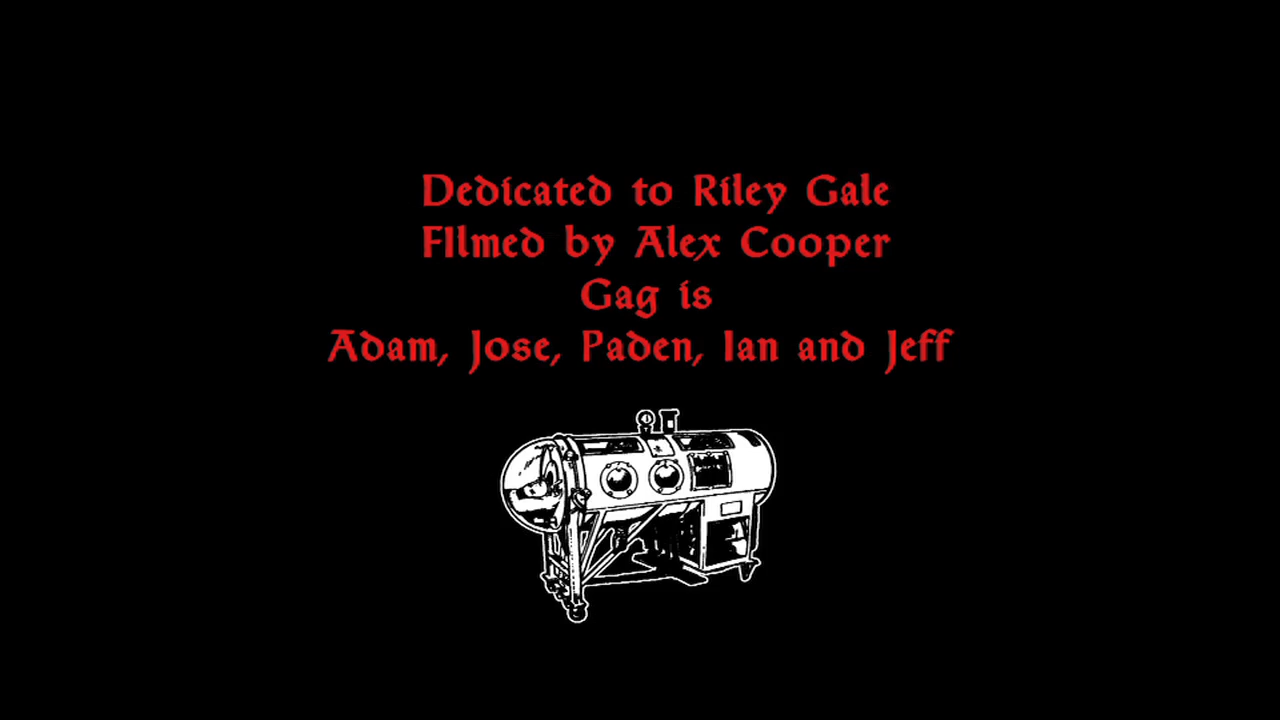 Dedicated to Riley Gale
FIlmed by Alex Cooper
Gag is
Adam, Jose, Paden, Ian and Jeff